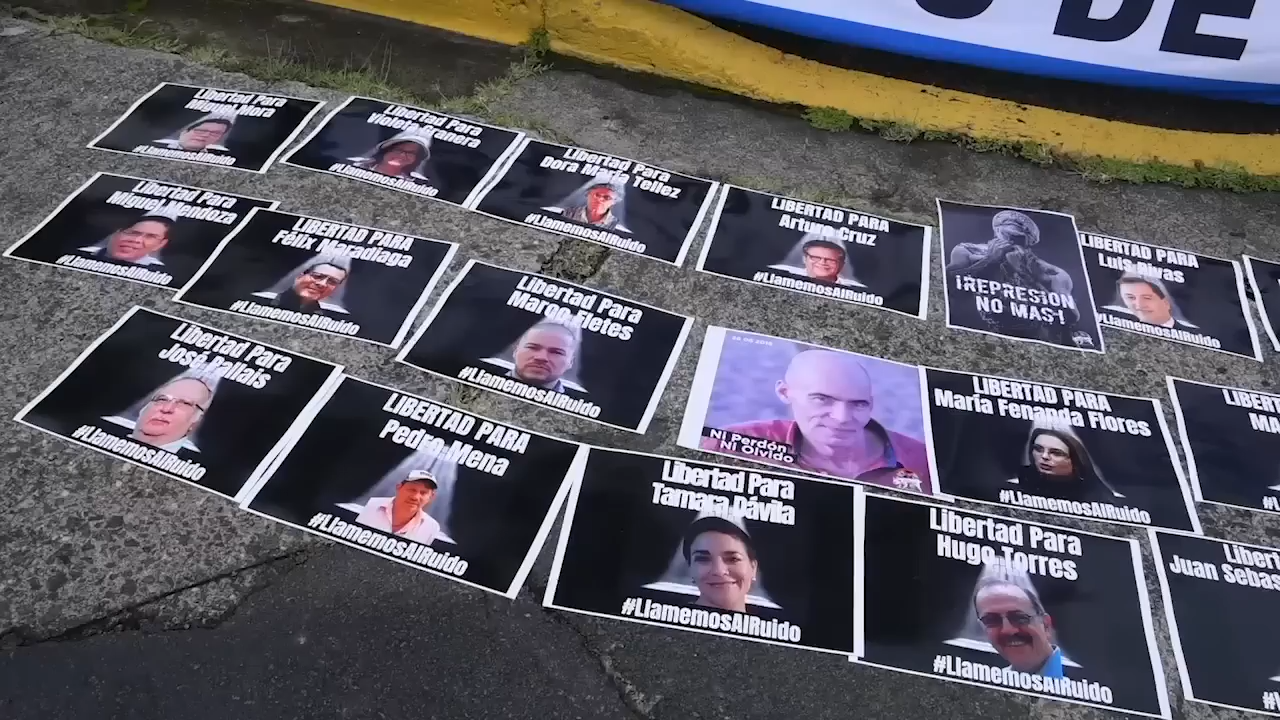 DE
Libertad Para
Miguel Mora
#LlamemosAlRuido
Libertad Para
Violeta Granera
#LlamemosAlRuido
Libertad Para
Dora María Tellez
#LlamemosAlRuido
LIBERTAD PARA
Arturo Cruz
#LlamemosAlRuido
¡REPRESIÓN
NO MAS!
LIBERTAD PARA
Luis Rivas
#LlamemosAlRuido
Libertad Para
Miguel Mendoza
#LlamemosAlRuido
LIBERTAD PARA
Félix Maradiaga
#LlamemosAlRuido
Libertad Para
Marco Fletes
#LlamemosAlRuido
Ni Perdón
Ni Olvido
LIBERTAD PARA
María Fenanda Flores
#LlamemosAlRuido
LIBERT
MA
Libertad Para
José Pallais
#LlamemosAlRuido
LIBERTAD PARA
Pedro Mena
#LlamemosAlRuido
Libertad Para
Tamara Dávila
#LlamemosAlRuido
Libertad Para
Hugo Torres
#LlamemosAlRuido
Libert
Juan Sebas